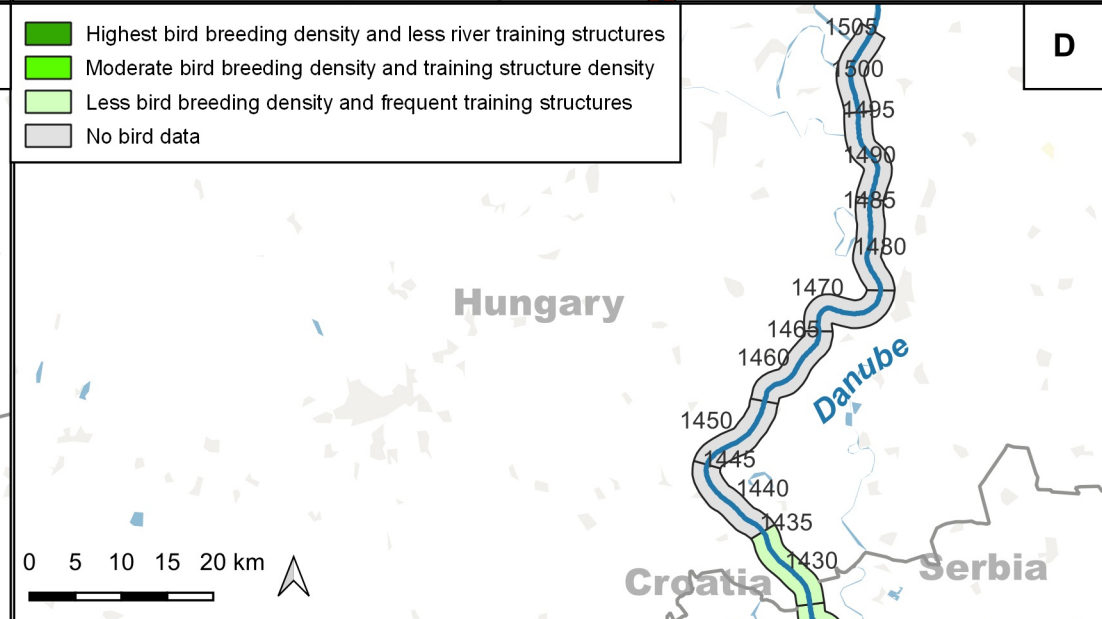 Highest bird breeding density and less river training structures
Moderate bird breeding density and training structure density
Less bird breeding density and frequent training structures
No bird data
D
1505
1500
1495
1490
1485
1480
1470
Hungary
1465
1460
Danube
1450
1445
1440
1435
1430
0 5 10 15 20 km
Croatia
Serbia